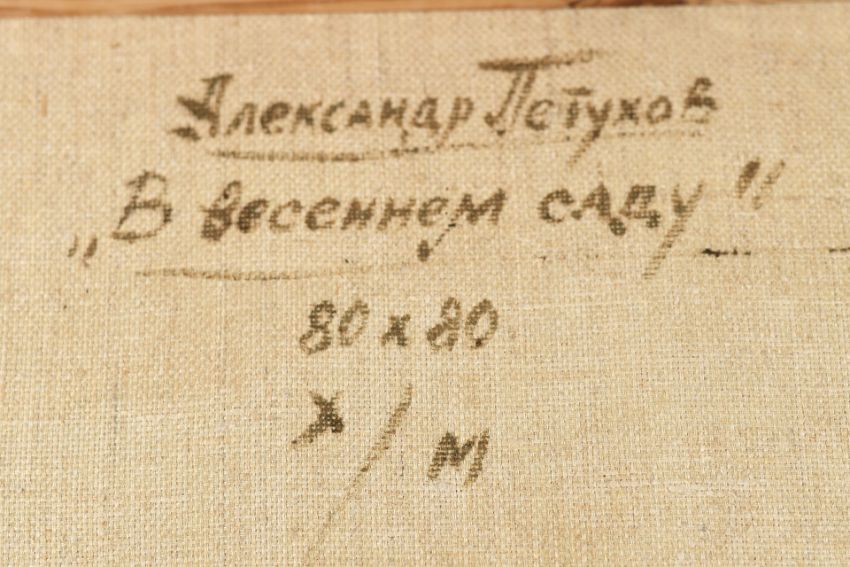 Александр Петухов
„В весеннем саду"
80 х 80
х/м